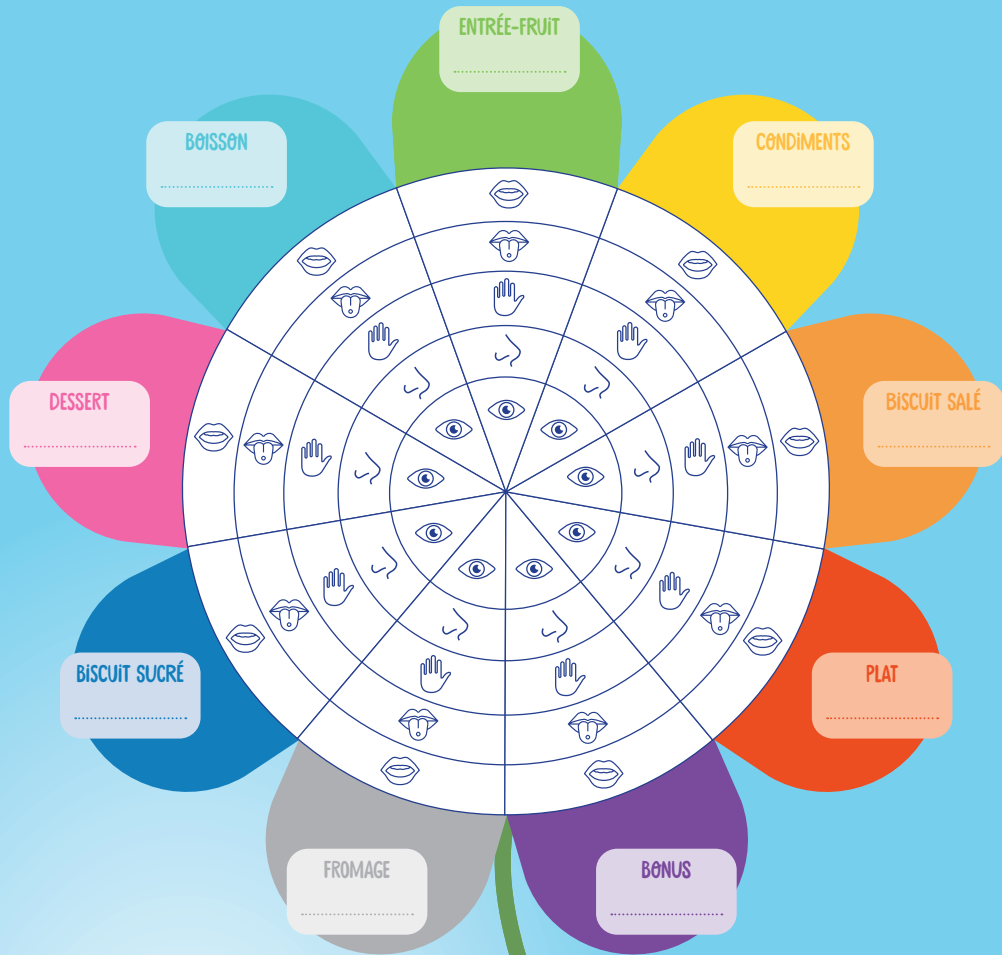 ENTRÉE-FRUIT
BOISSON
CONDIMENTS
DESSERT
BISCUIT SALÉ
BISCUIT SUCRÉ
PLAT
FROMAGE
BONUS